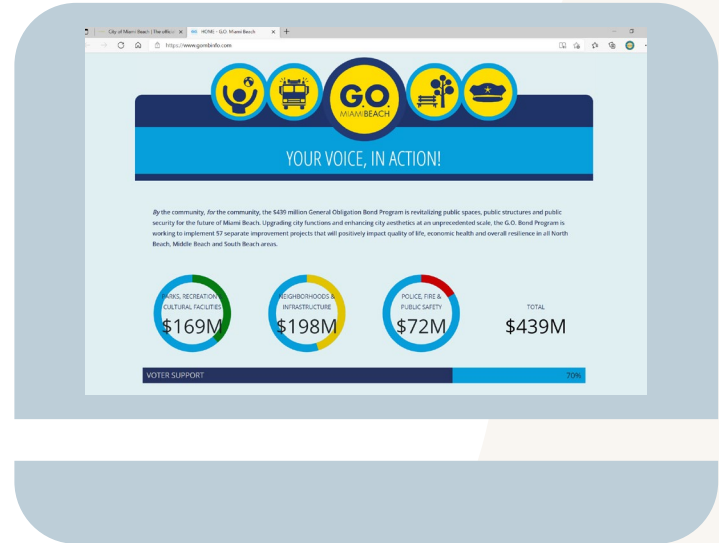 City of Miami Beach | The official
HOME - G.O. Miami Beach
https://www.gombinfo.com
G.O.
MIAMIBEACH
YOUR VOICE, IN ACTION!
By the community, for the community, the $439 million General Obligation Bond Program is revitalizing public spaces, public structures and public
security for the future of Miami Beach. Upgrading city functions and enhancing city aesthetics at an unprecedented scale, the G.O. Bond Program is
working to implement 57 separate improvement projects that will positively impact quality of life, economic health and overall resilience in all North
Beach, Middle Beach and South Beach areas.
PARKS, RECREATION &
CULTURAL FACILITIES
$169M
NEIGHBORHOODS &
INFRASTRUCTURE
$198M
POLICE, FIRE &
PUBLIC SAFETY
$72M
TOTAL
$439M
VOTER SUPPORT 70%